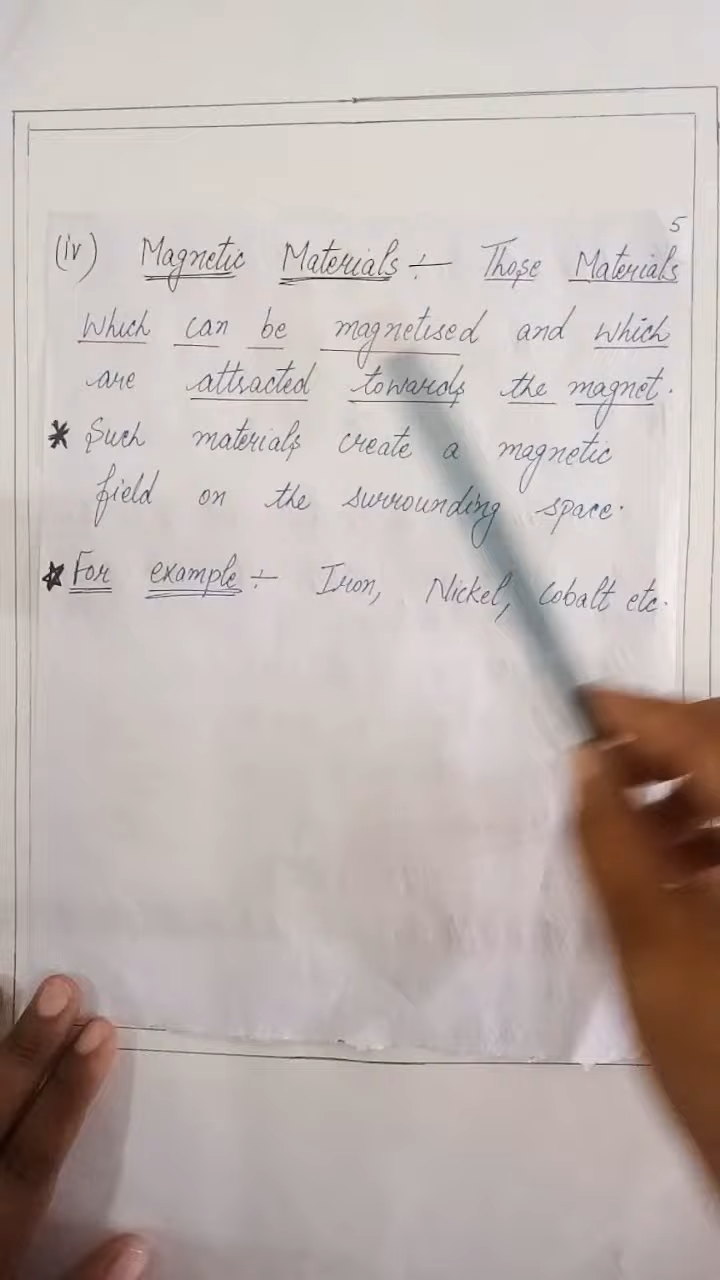 5
(iv) Magnetic Materials ÷ Those Materials
which can be magnetised and which
are attracted towards the magnet.
* Such materials create a magnetic
field on the surrounding space.
* For example ÷ Iron, Nickel, Cobalt etc.